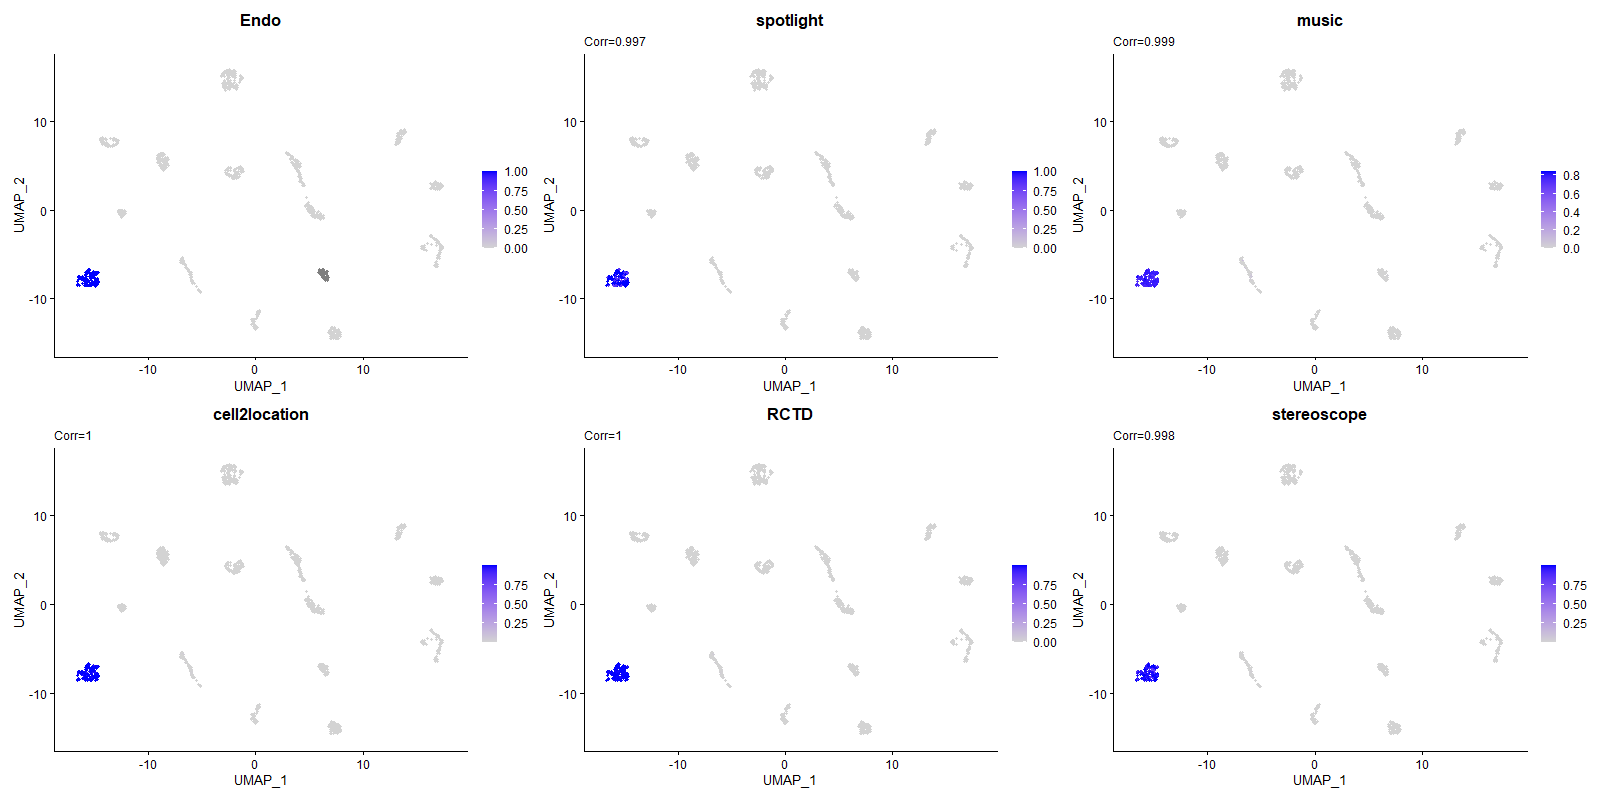 Endo
UMAP_2
10
0
-10
-10
0
10
UMAP_1
1.00
0.75
0.50
0.25
0.00
spotlight
Corr=0.997
UMAP_2
10
0
-10
-10
0
10
UMAP_1
1.00
0.75
0.50
0.25
0.00
music
Corr=0.999
UMAP_2
10
0
-10
-10
0
10
UMAP_1
0.8
0.6
0.4
0.2
0.0
cell2location
Corr=1
UMAP_2
10
0
-10
-10
0
10
UMAP_1
0.75
0.50
0.25
RCTD
Corr=1
UMAP_2
10
0
-10
-10
0
10
UMAP_1
0.75
0.50
0.25
0.00
stereoscope
Corr=0.998
UMAP_2
10
0
-10
-10
0
10
UMAP_1
0.75
0.50
0.25